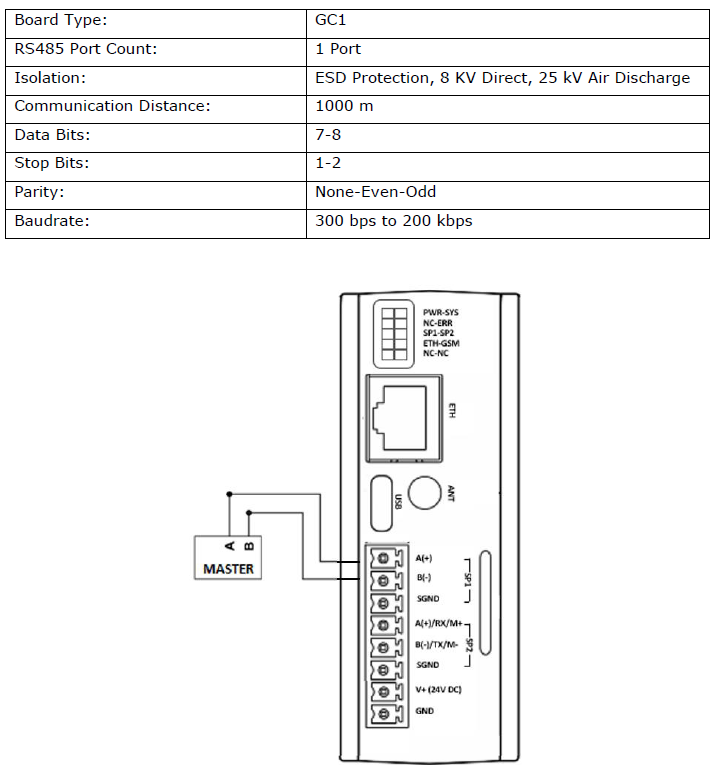 Board Type: GC1
RS485 Port Count: 1 Port
Isolation: ESD Protection, 8 KV Direct, 25 kV Air Discharge
Communication Distance: 1000 m
Data Bits: 7-8
Stop Bits: 1-2
Parity: None-Even-Odd
Baudrate: 300 bps to 200 kbps
PWR-SYS
NC-ERR
SP1-SP2
ETH-GSM
NC-NC
ETH
USB
ANT
A B
MASTER
A(+)
B(-)
SGND
SP1
A(+)/RX/M+
B(-)/TX/M-
SGND
SP2
V+ (24V DC)
GND